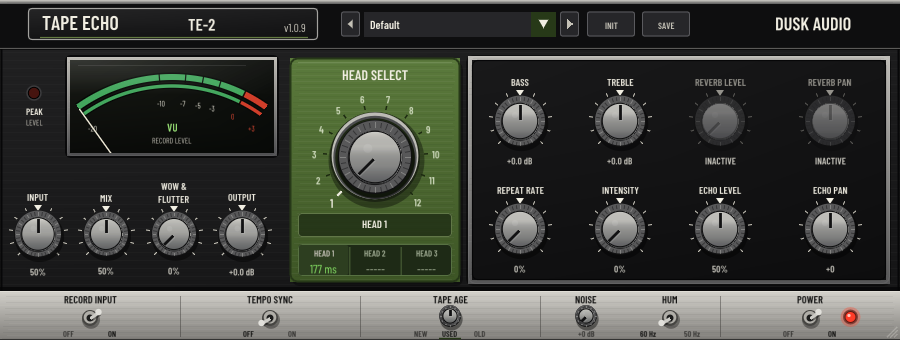 TAPE ECHO TE-2 v1.0.9
Default
INIT SAVE
DUSK AUDIO
PEAK
LEVEL
-20 -10 -7 -5 -3 0 +3
VU
RECORD LEVEL
INPUT MIX WOW & FLUTTER OUTPUT
50% 50% 0% +0.0 dB
HEAD SELECT
1 2 3 4 5 6 7 8 9 10 11 12
HEAD 1
HEAD 1 HEAD 2 HEAD 3
177 ms ----- -----
BASS TREBLE REVERB LEVEL REVERB PAN
+0.0 dB +0.0 dB INACTIVE INACTIVE
REPEAT RATE INTENSITY ECHO LEVEL ECHO PAN
0% 0% 50% +0
RECORD INPUT TEMPO SYNC TAPE AGE NOISE HUM POWER
OFF ON OFF ON NEW USED OLD +0 dB 60 Hz 50 Hz OFF ON